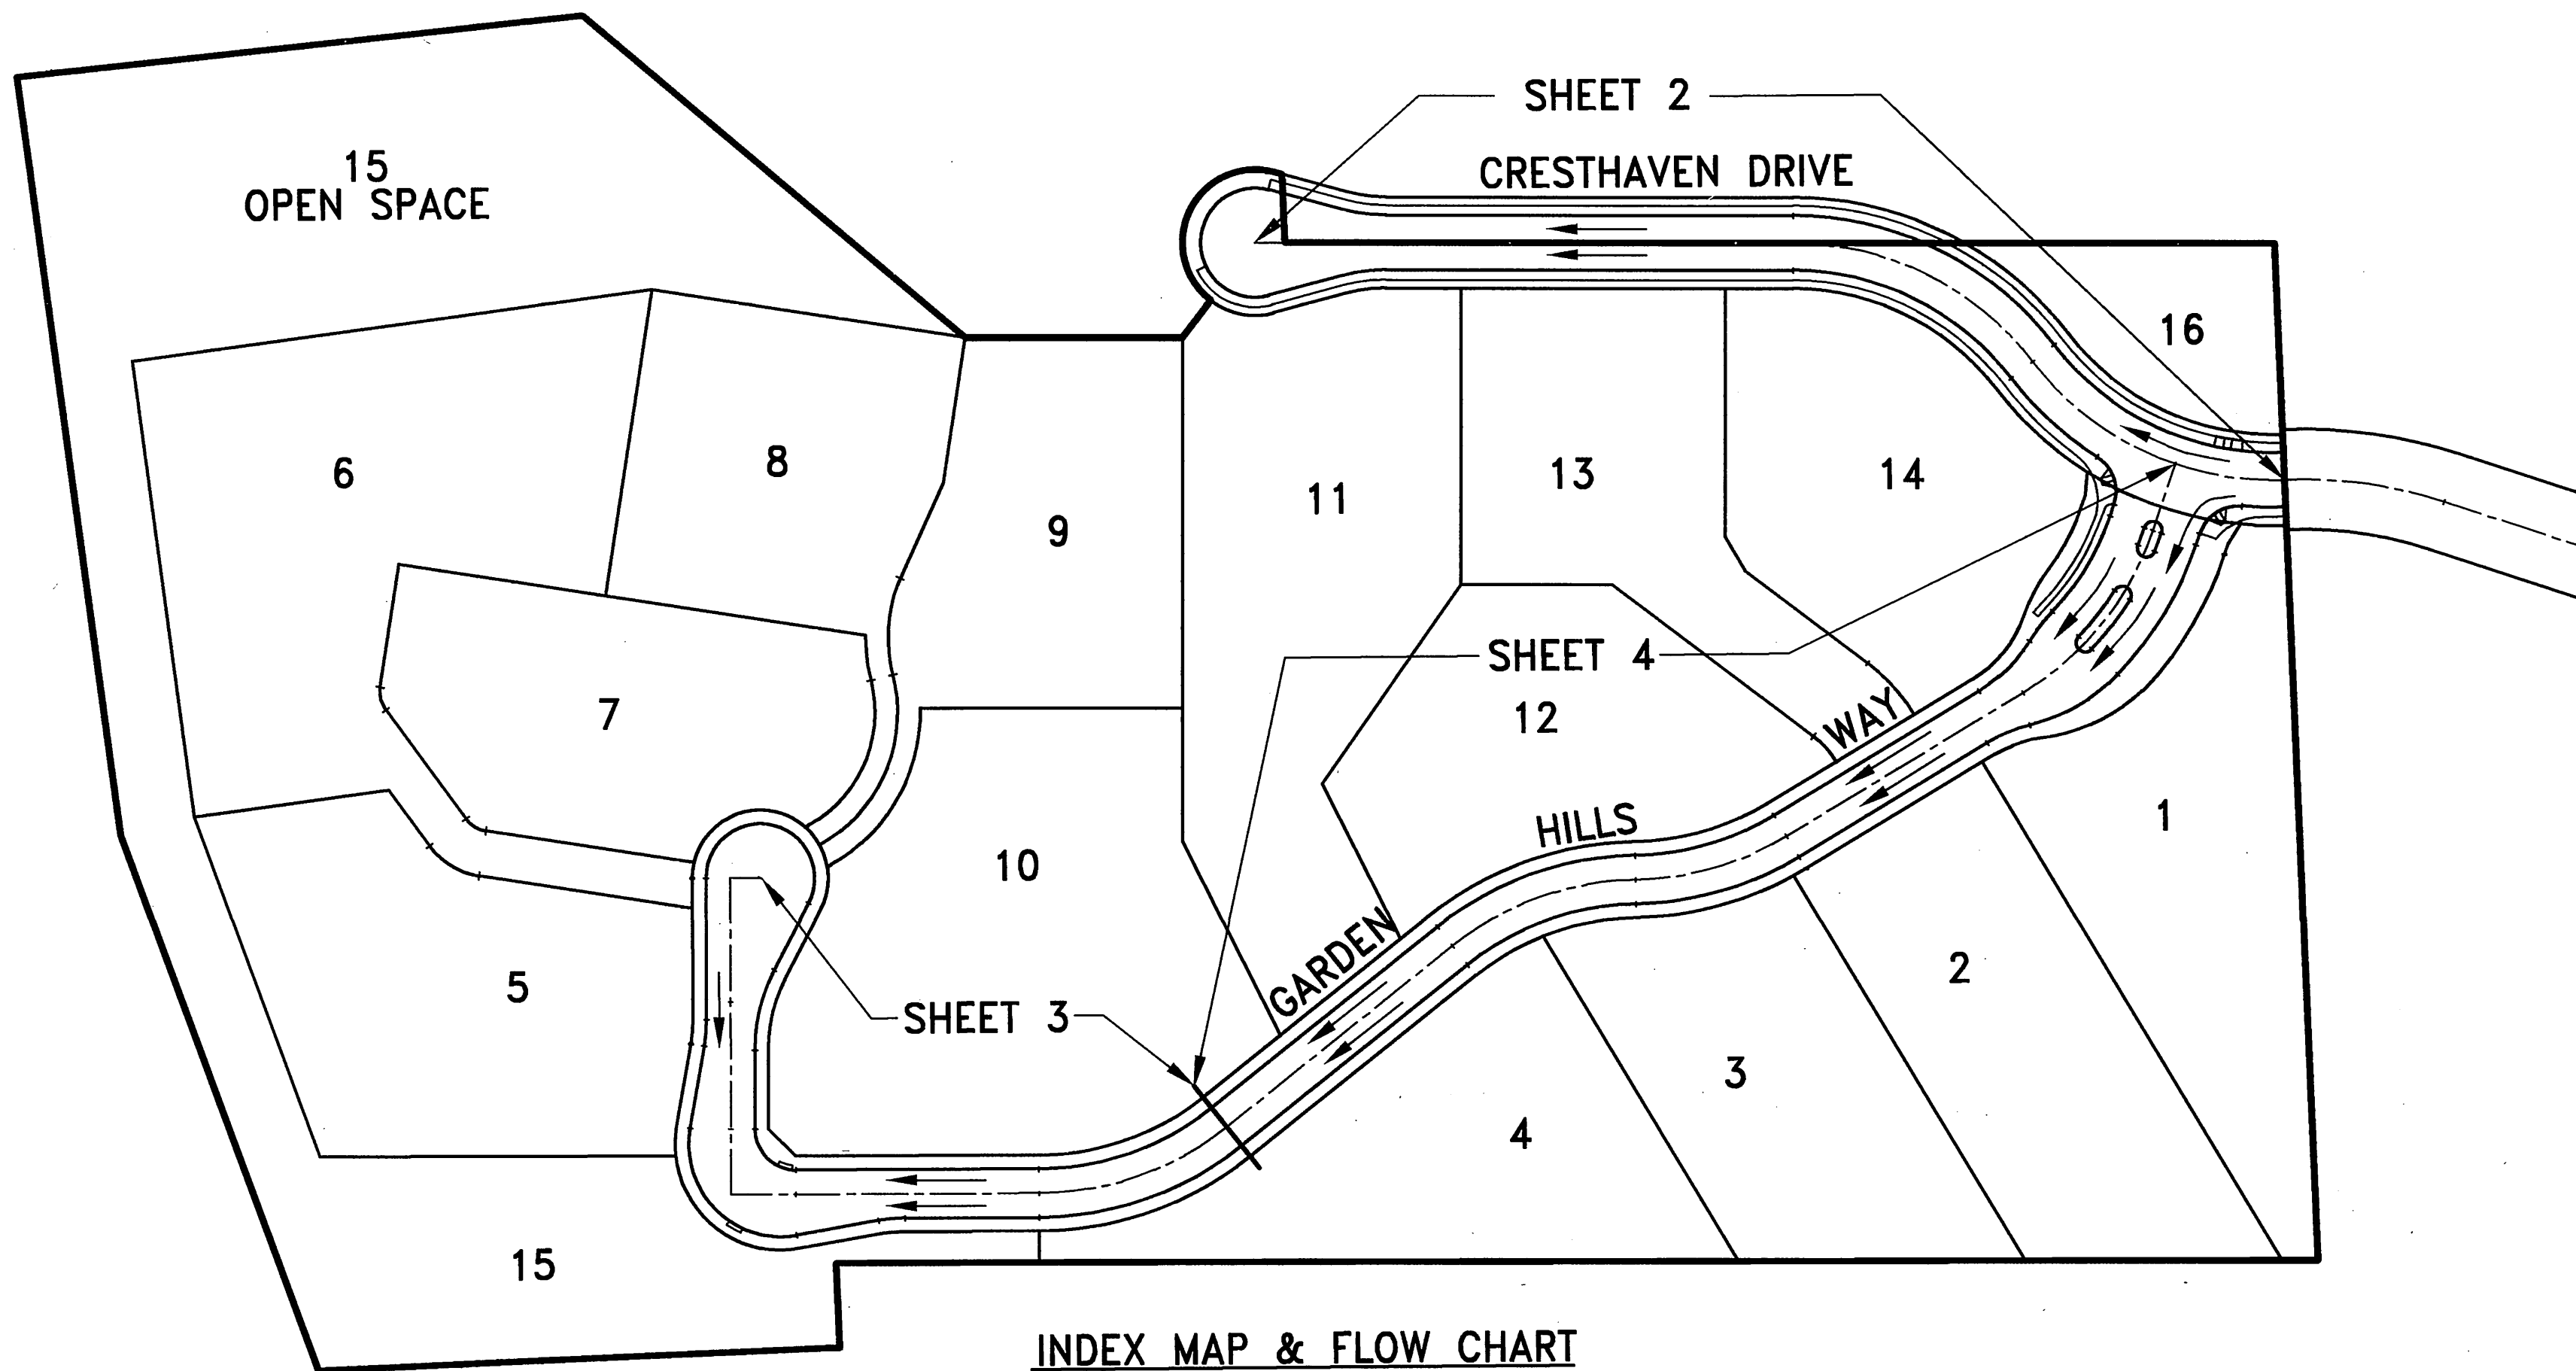 SHEET 2
CRESTHAVEN DRIVE
15
OPEN SPACE
16
6
8
9
11
13
14
SHEET 4
7
12
WAY
HILLS
GARDEN
1
10
2
5
SHEET 3
3
4
15
INDEX MAP & FLOW CHART